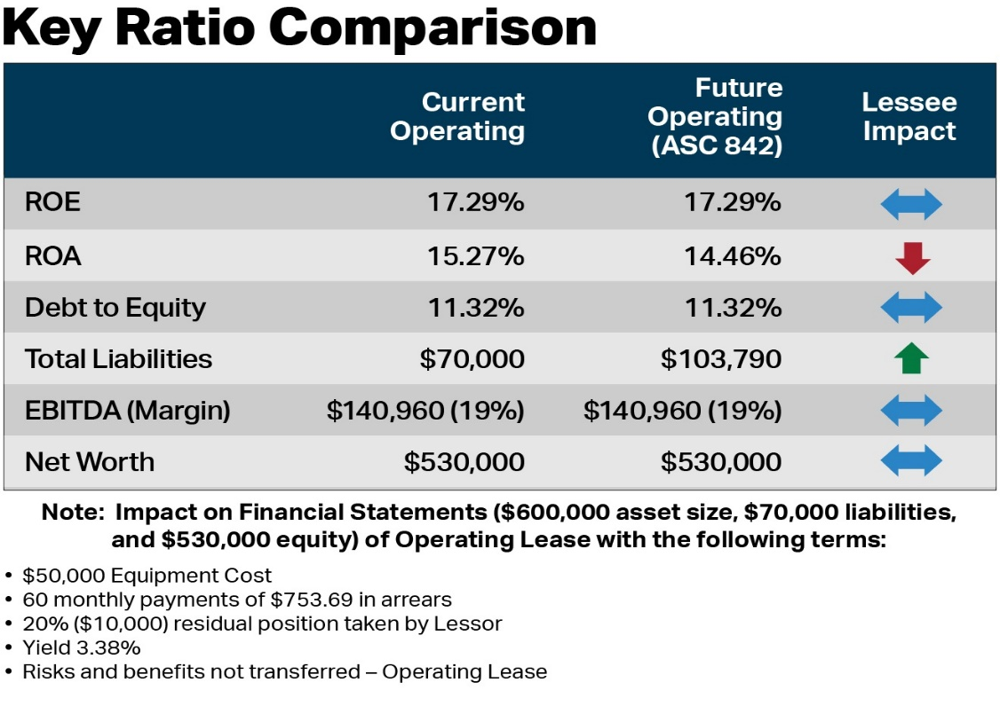 Key Ratio Comparison
Current Operating
Future Operating (ASC 842)
Lessee Impact
ROE 17.29% 17.29%
ROA 15.27% 14.46%
Debt to Equity 11.32% 11.32%
Total Liabilities $70,000 $103,790
EBITDA (Margin) $140,960 (19%) $140,960 (19%)
Net Worth $530,000 $530,000
Note: Impact on Financial Statements ($600,000 asset size, $70,000 liabilities,
and $530,000 equity) of Operating Lease with the following terms:
• $50,000 Equipment Cost
• 60 monthly payments of $753.69 in arrears
• 20% ($10,000) residual position taken by Lessor
• Yield 3.38%
• Risks and benefits not transferred – Operating Lease